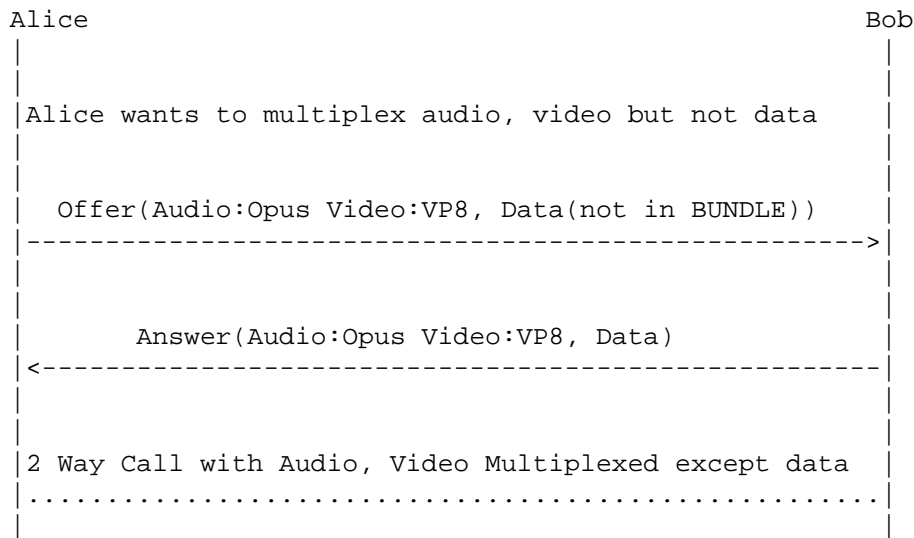 Alice Bob
Alice wants to multiplex audio, video but not data
Offer(Audio:Opus Video:VP8, Data(not in BUNDLE))
|----------------------------------------------------->|
Answer(Audio:Opus Video:VP8, Data)
|<-----------------------------------------------------|
2 Way Call with Audio, Video Multiplexed except data
|......................................................|